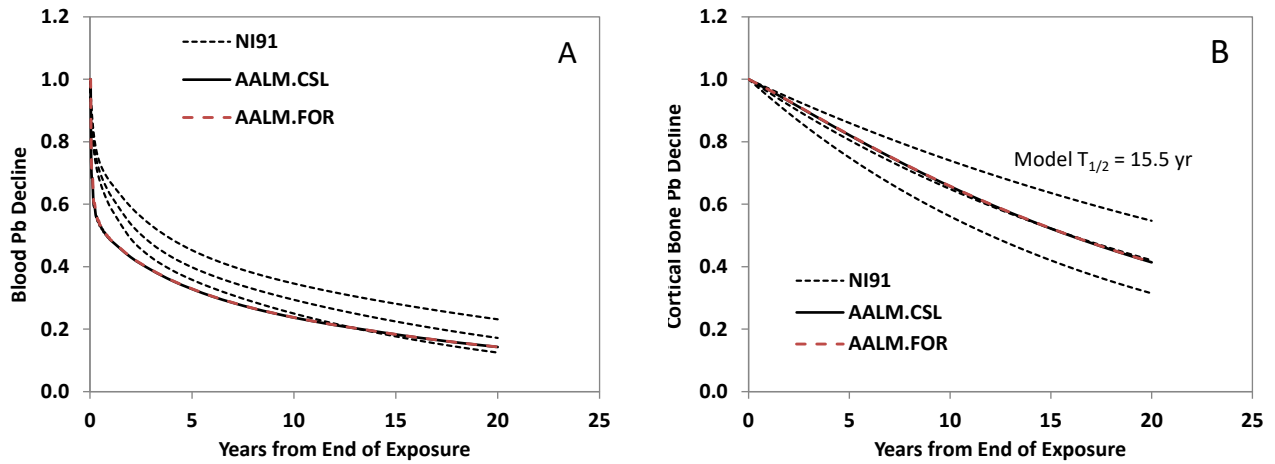 A
1.2
1.0
0.8
0.6
0.4
0.2
0.0
Blood Pb Decline
NI91
AALM.CSL
AALM.FOR
0 5 10 15 20 25
Years from End of Exposure
B
1.2
1.0
0.8
0.6
0.4
0.2
0.0
Cortical Bone Pb Decline
Model T1/2 = 15.5 yr
NI91
AALM.CSL
AALM.FOR
0 5 10 15 20 25
Years from End of Exposure